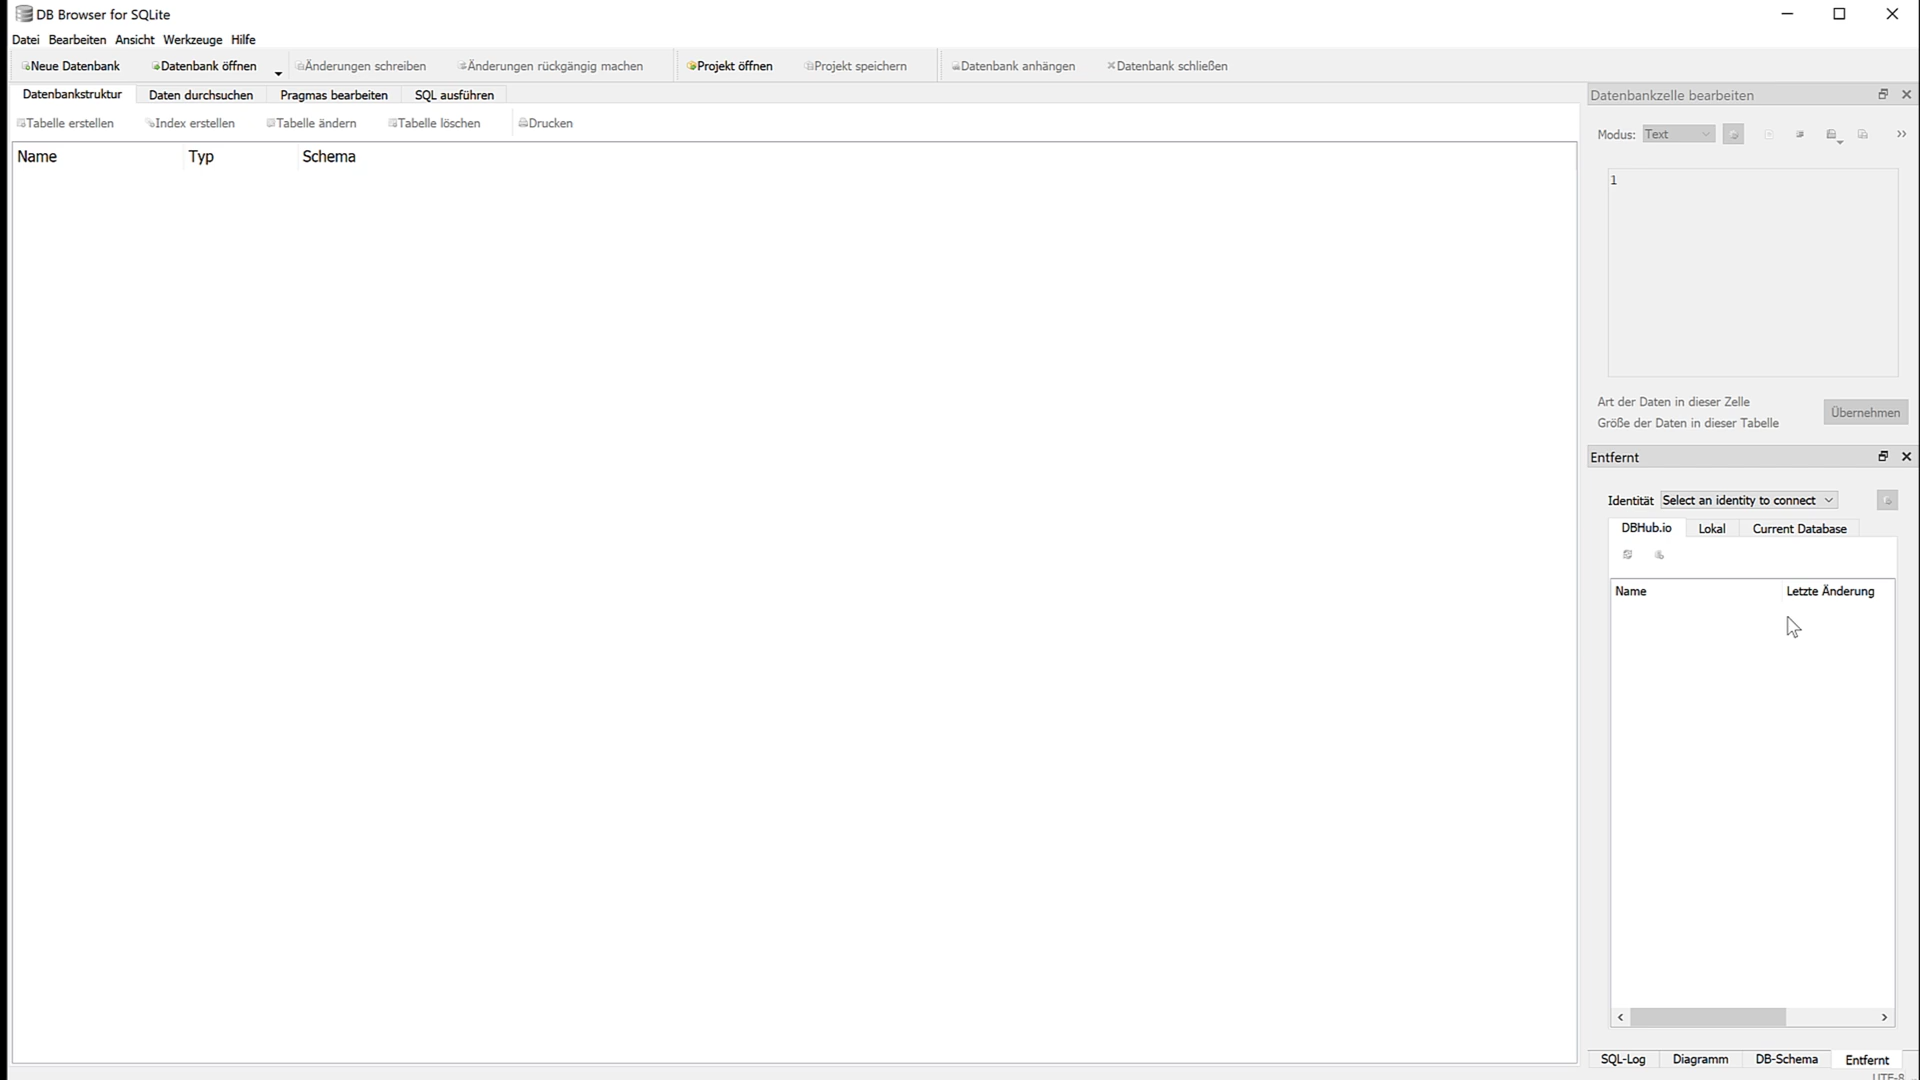 DB Browser for SQLite
Datei Bearbeiten Ansicht Werkzeuge Hilfe
Neue Datenbank Datenbank öffnen Änderungen schreiben Änderungen rückgängig machen Projekt öffnen Projekt speichern Datenbank anhängen Datenbank schließen
Datenbankstruktur Daten durchsuchen Pragmas bearbeiten SQL ausführen
Tabelle erstellen Index erstellen Tabelle ändern Tabelle löschen Drucken
Name Typ Schema
Datenbankzelle bearbeiten
Modus: Text
1
Art der Daten in dieser Zelle
Größe der Daten in dieser Tabelle
Übernehmen
Entfernt
Identität Select an identity to connect
DBHub.io Lokal Current Database
Name Letzte Änderung
SQL-Log Diagramm DB-Schema Entfernt
UTF-8